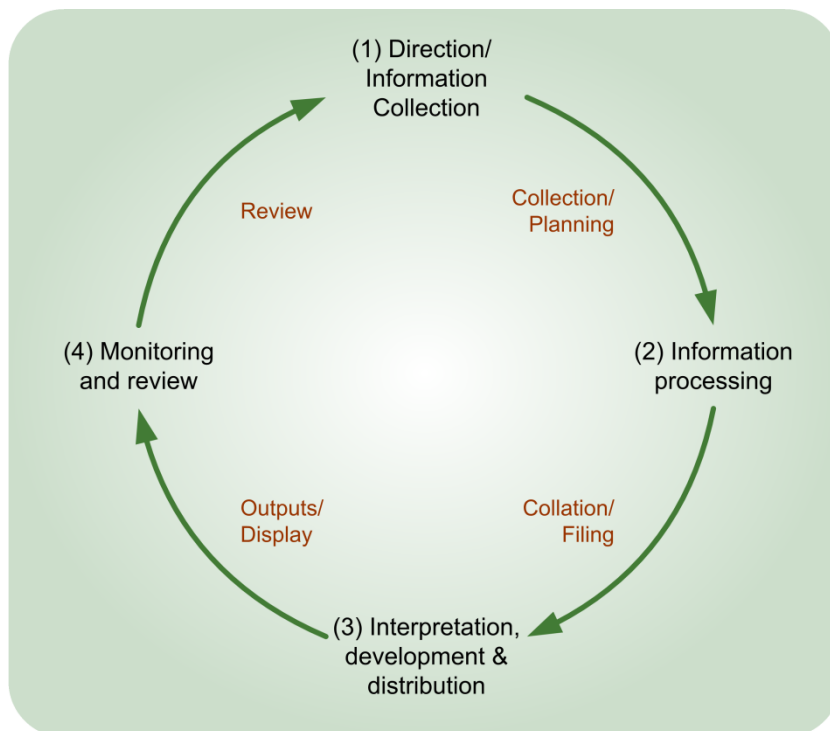 (1) Direction/
Information
Collection
Review
Collection/
Planning
(4) Monitoring
and review
(2) Information
processing
Outputs/
Display
Collation/
Filing
(3) Interpretation,
development &
distribution